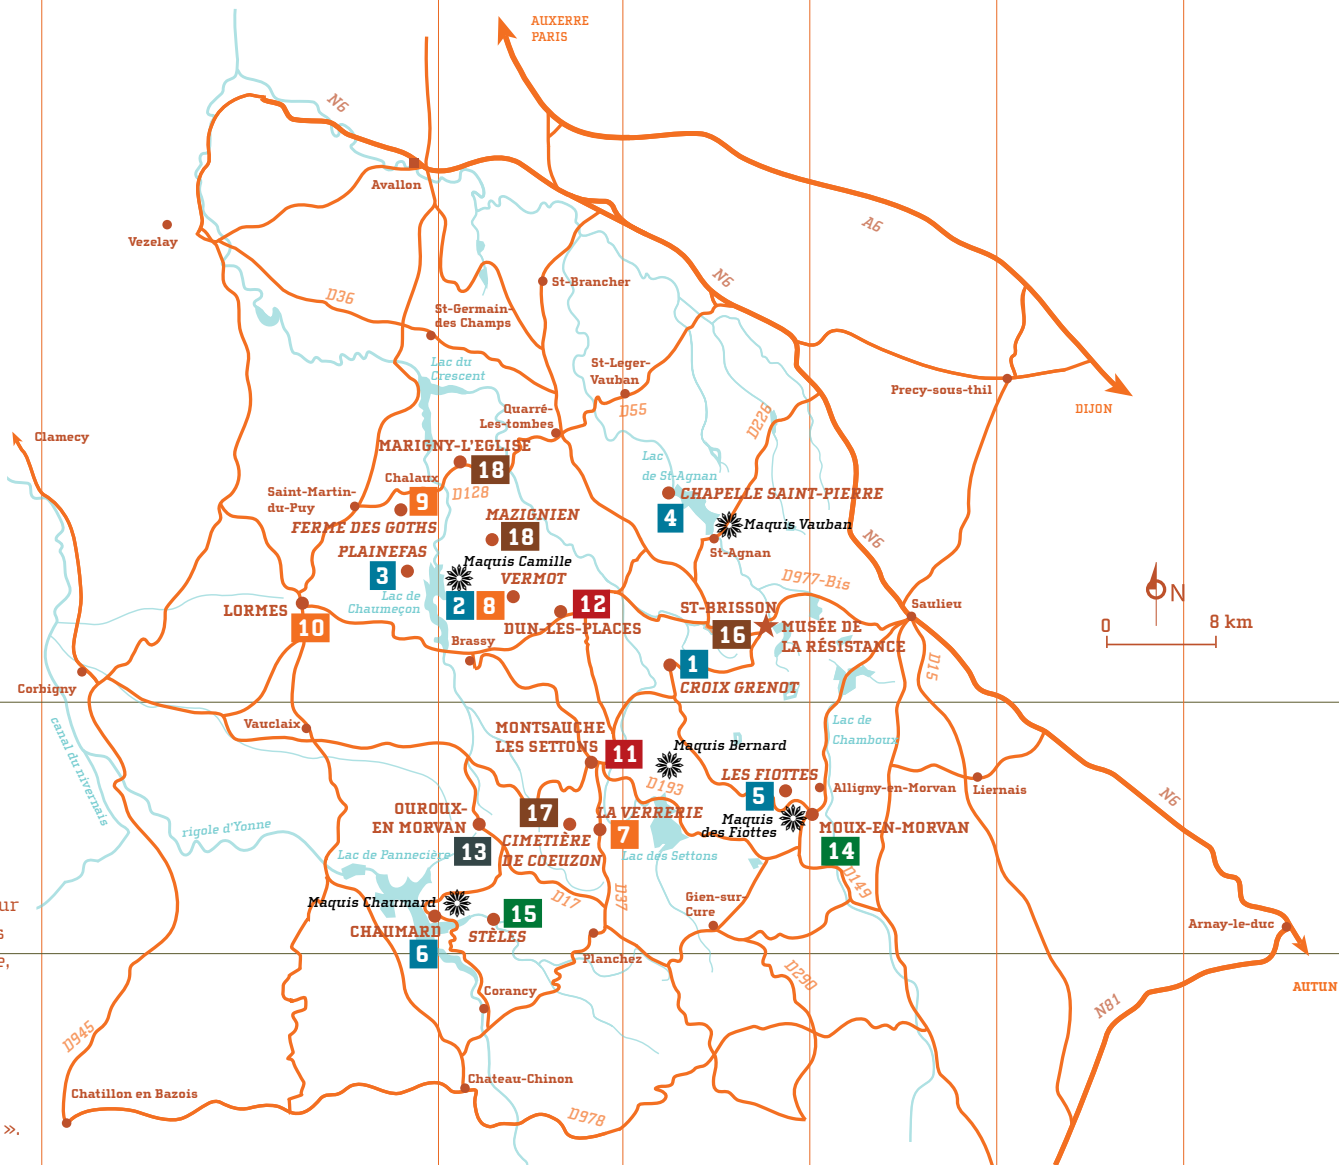 AUXERRE
PARIS
N6
Avallon
A6
Vezelay
N6
St-Brancher
D36
St-Germain-
des Champs
Lac du
Crescent
St-Leger-
Vauban
Precy-sous-thil
DIJON
Quarré-
Les-tombes
D55
D226
Clamecy
MARIGNY-L'EGLISE
18
Lac
de St-Agnan
Chalaux
9
D128
Saint-Martin-
du-Puy
FERME DES GOTHS
CHAPELLE SAINT-PIERRE
4
Maquis Vauban
St-Agnan
MAZIGNIEN
18
N6
PLAINEFAS
3
Maquis Camille
VERMOT
D977-Bis
Lac de
Chaumeçon
2
8
12
DUN-LES-PLACES
LORMES
10
ST-BRISSON
16
MUSÉE DE
LA RÉSISTANCE
Saulieu
N
0
8 km
Brassy
1
CROIX GRENOT
D15
Corbigny
canal du nivernais
Vauclaix
MONTSAUCHE
LES SETTONS
11
Maquis Bernard
Lac de
Chamboux
D193
LES FIOTTES
5
Alligny-en-Morvan
Liernais
N6
OUROUX-
EN MORVAN
13
17
CIMETIÈRE
DE COEUZON
LA VERRERIE
7
Maquis
des Fiottes
MOUX-EN-MORVAN
14
rigole d'Yonne
Lac de Pannecière
Lac des Settons
D149
Maquis Chaumard
CHAUMARD
6
15
STÈLES
D17
D37
Gien-sur-
Cure
Arnay-le-duc
Planchez
AUTUN
Corancy
D290
N81
D945
Chatillon en Bazois
Chateau-Chinon
D978
ur
s
e,
».